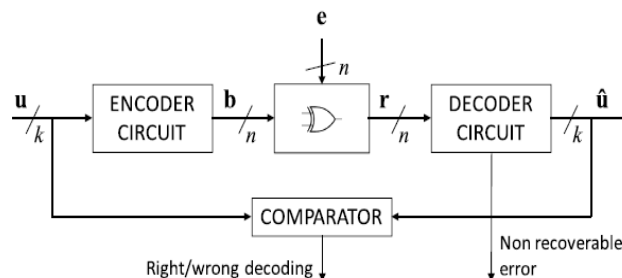 e
n
u
k
ENCODER
CIRCUIT
b
n
r
n
DECODER
CIRCUIT
û
k
COMPARATOR
Right/wrong decoding
Non recoverable
error